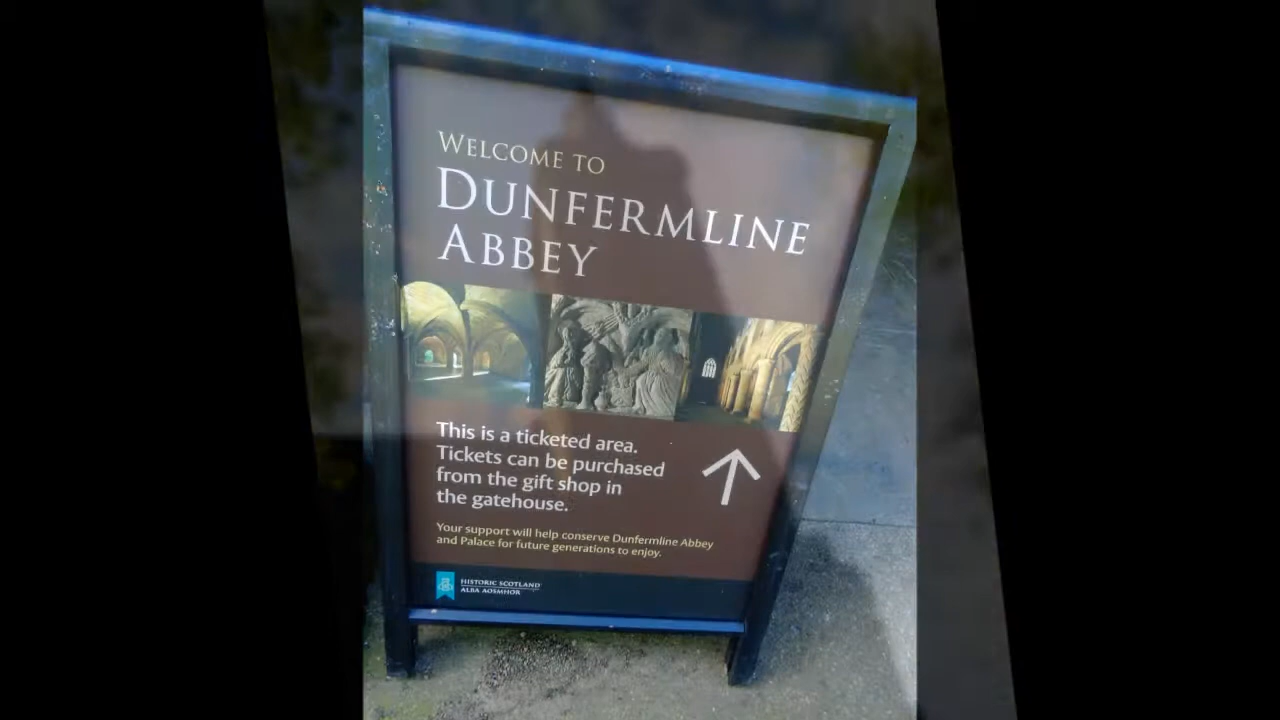 WELCOME TO
DUNFERMLINE
ABBEY
This is a ticketed area.
Tickets can be purchased
from the gift shop in
the gatehouse.
Your support will help conserve Dunfermline Abbey
and Palace for future generations to enjoy.
HISTORIC SCOTLAND
ALBA AOSMHOR